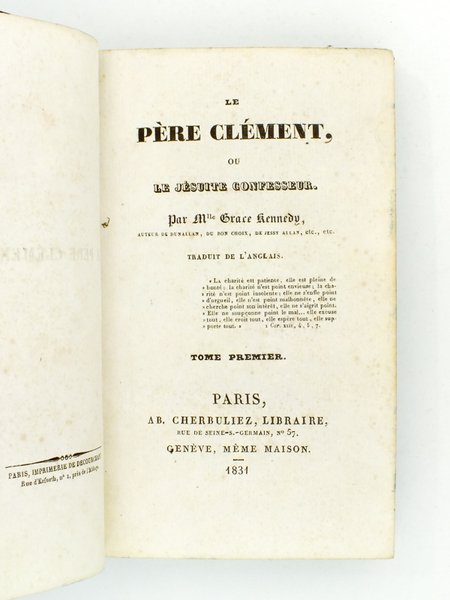 PARIS, IMPRIMERIE DE DECOURCHANT
Rue d'Erfurth, nº 1, près de l'Abbaye
LE
PÈRE CLÉMENT,
OU
LE JÉSUITE CONFESSEUR.
Par Mlle Grace Kennedy,
AUTEUR DE DUNALLAN, DU BON CHOIX, DE JESSY ALLAN, etc., etc.
TRADUIT DE L'ANGLAIS.
«La charité est patiente, elle est pleine de
» bonté; la charité n'est point envieuse; la cha-
» rité n'est point insolente; elle ne s'enfle point
» d'orgueil, elle n'est point malhonnête, elle ne
» cherche point son intérêt, elle ne s'aigrit point.
» Elle ne soupçonne point le mal... elle excuse
» tout, elle croit tout, elle espère tout, elle sup-
» porte tout. » 1 Cor. XIII, 4, 5, 7.
TOME PREMIER.
PARIS,
AB. CHERBULIEZ, LIBRAIRE,
RUE DE SEINE-S.-GERMAIN, Nº 57.
GENÈVE, MÊME MAISON.
1831